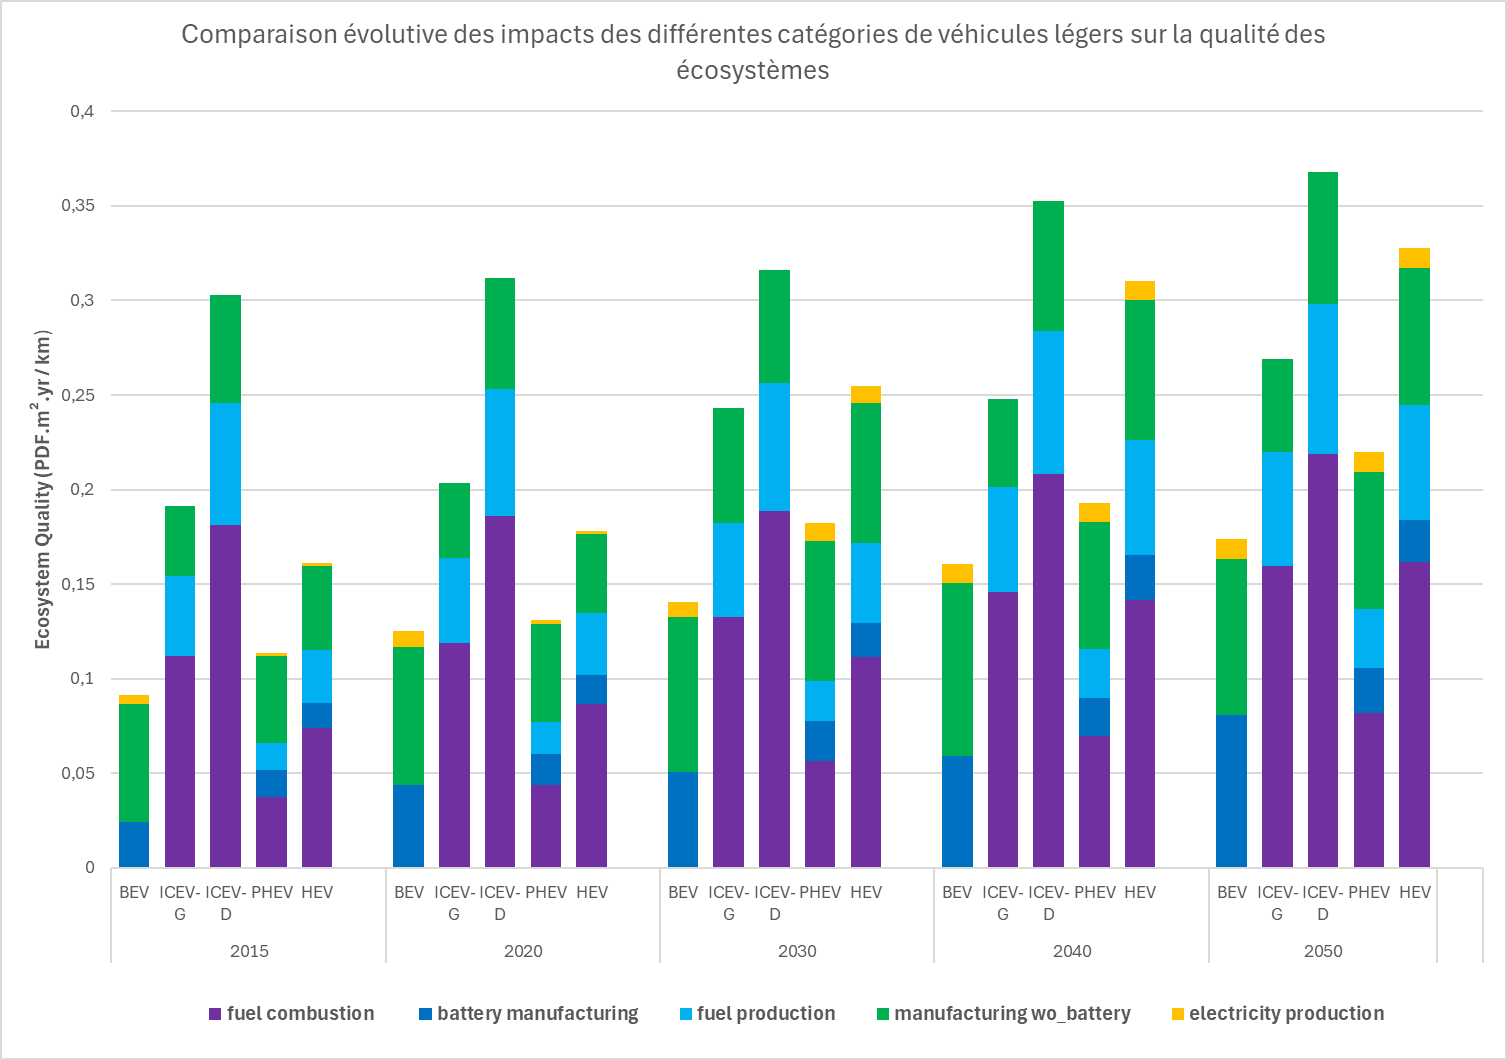 Comparaison évolutive des impacts des différentes catégories de véhicules légers sur la qualité des
écosystèmes
0,4
0,35
0,3
0,25
0,2
0,15
0,1
0,05
0
Ecosystem Quality (PDF.m².yr / km)
BEV ICEV-G ICEV-D PHEV HEV BEV ICEV-G ICEV-D PHEV HEV BEV ICEV-G ICEV-D PHEV HEV BEV ICEV-G ICEV-D PHEV HEV BEV ICEV-G ICEV-D PHEV HEV
2015 2020 2030 2040 2050
fuel combustion battery manufacturing fuel production manufacturing wo_battery electricity production